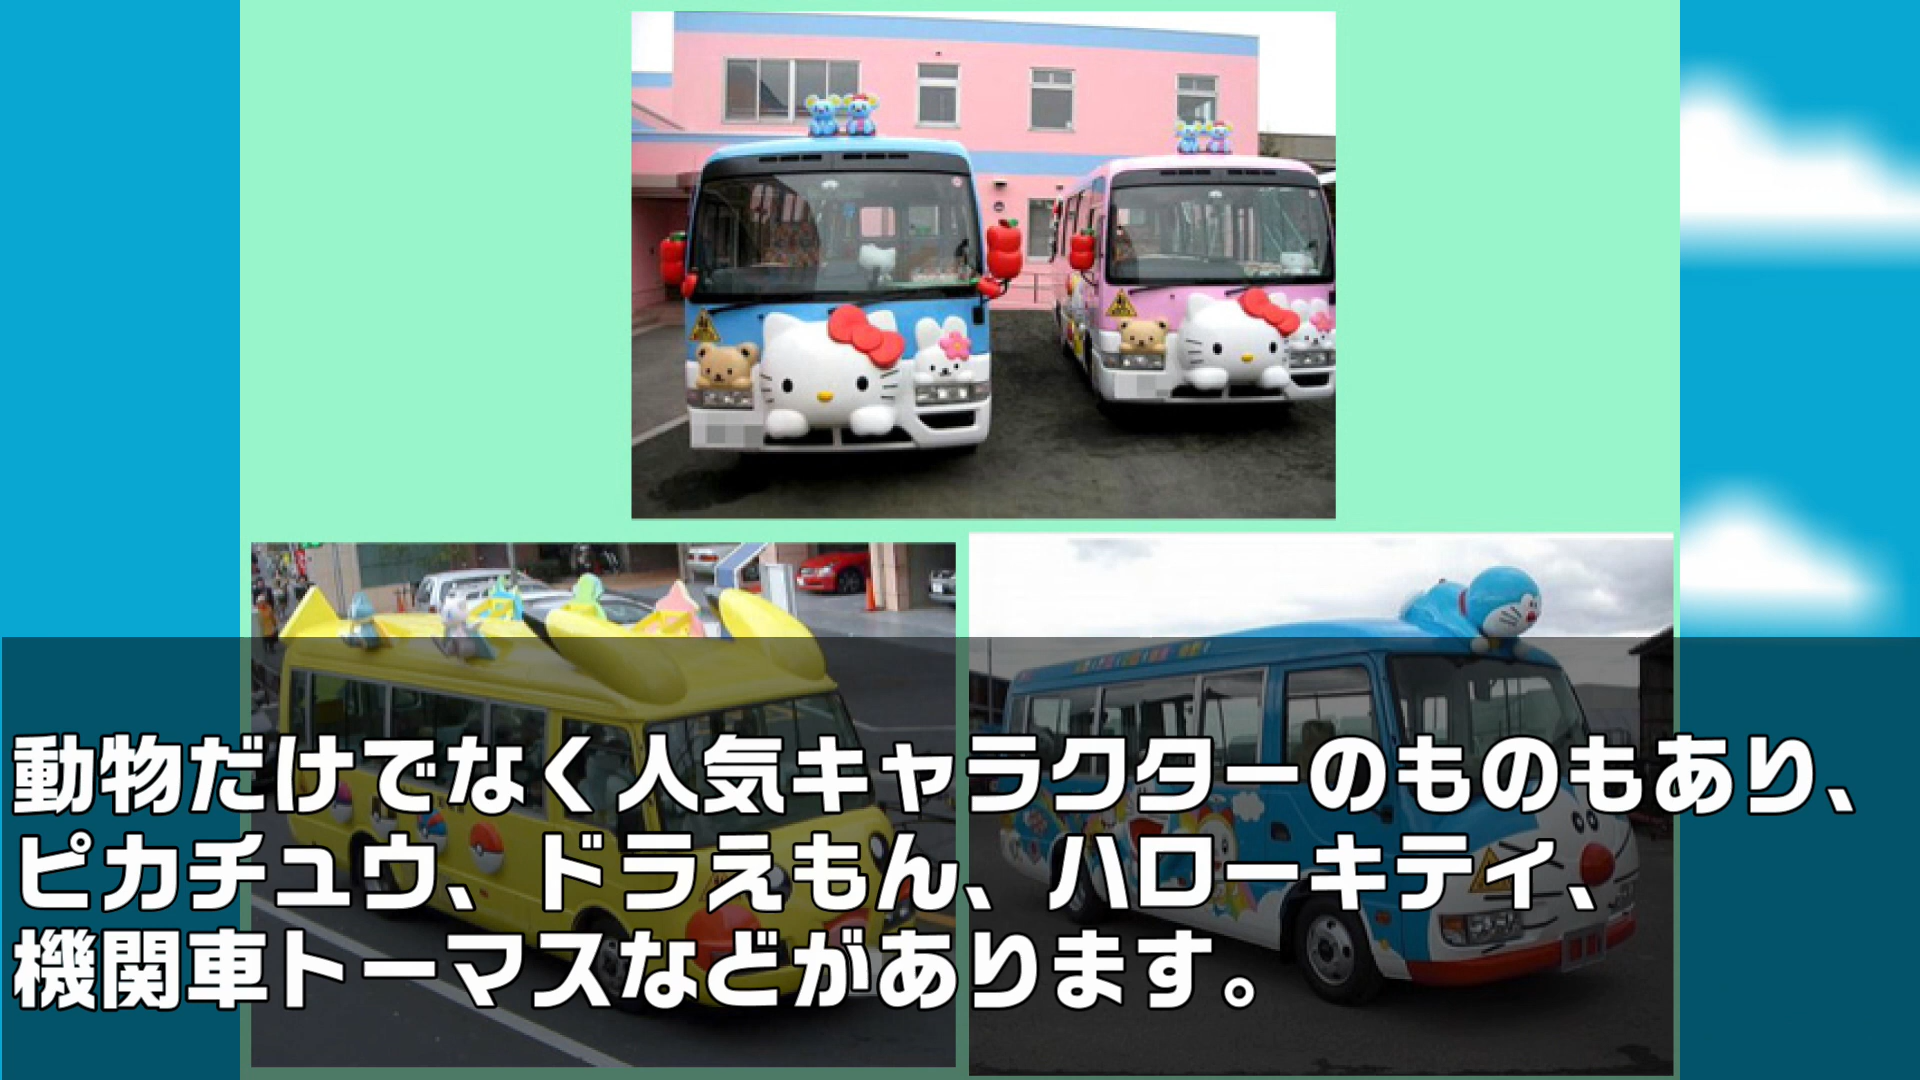 動物だけでなく人気キャラクターのものもあり、
ピカチュウ、ドラえもん、ハローキティ、
機関車トーマスなどがあります。